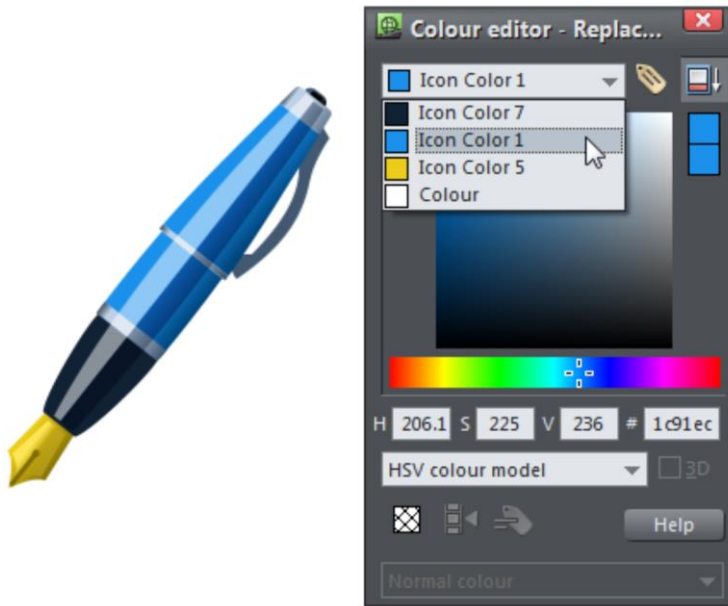 Colour editor - Replac...
Icon Color 1
Icon Color 7
Icon Color 1
Icon Color 5
Colour
H 206.1 S 225 V 236 # 1c91ec
HSV colour model 3D
Help
Normal colour